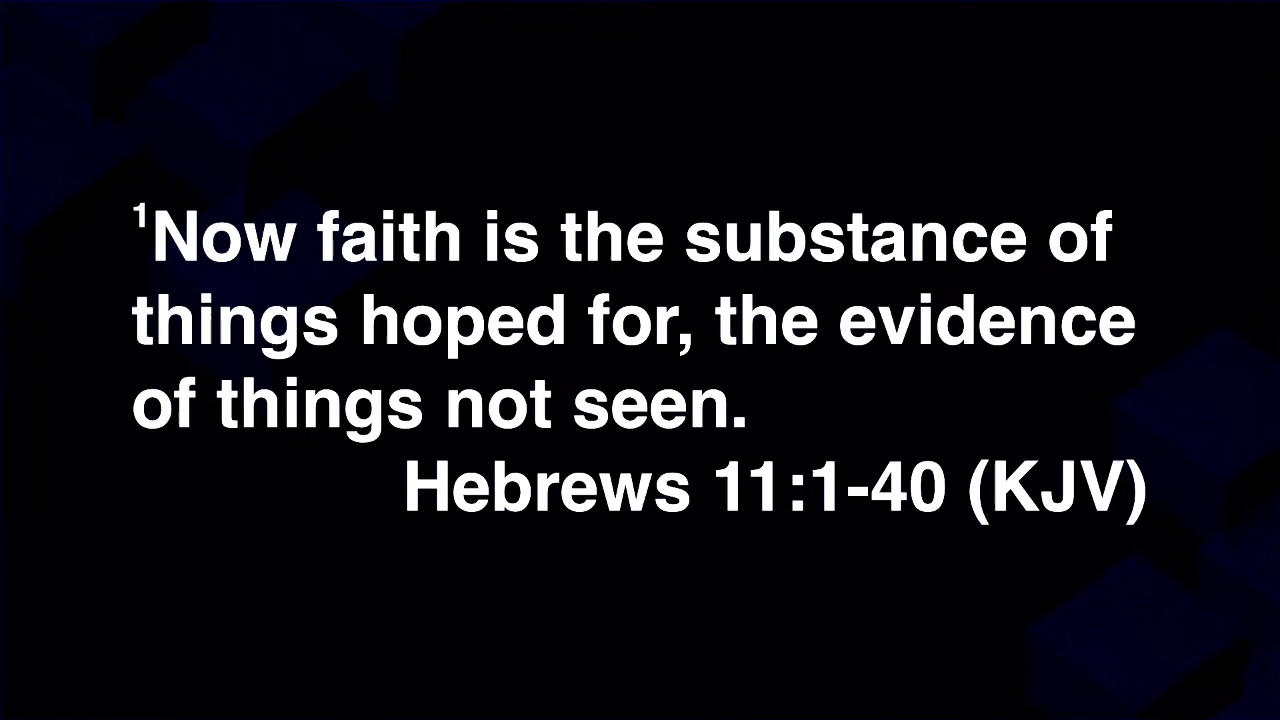 ¹Now faith is the substance of
things hoped for, the evidence
of things not seen.
Hebrews 11:1-40 (KJV)